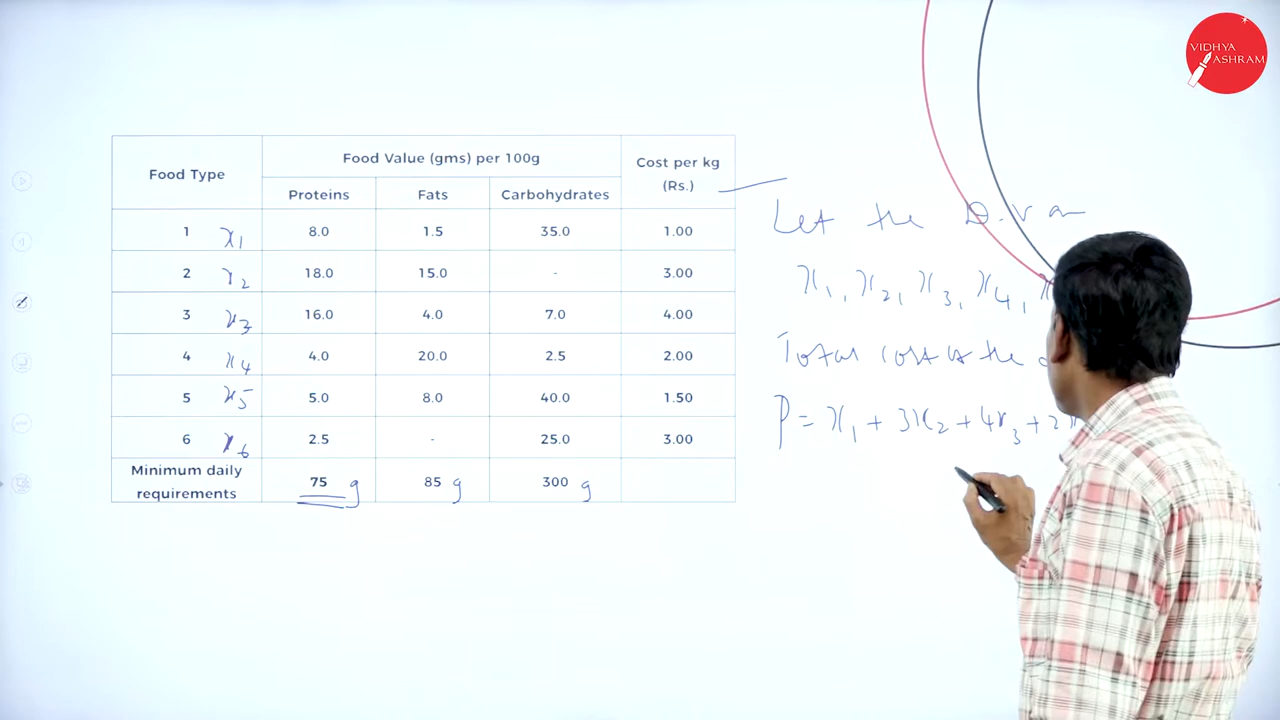 VIDHYA
ASHRAM
Food Type Food Value (gms) per 100g Cost per kg (Rs.)
Proteins Fats Carbohydrates
1 x1 8.0 1.5 35.0 1.00
2 x2 18.0 15.0 - 3.00
3 x3 16.0 4.0 7.0 4.00
4 x4 4.0 20.0 2.5 2.00
5 x5 5.0 8.0 40.0 1.50
6 x6 2.5 - 25.0 3.00
Minimum daily requirements 75 g 85 g 300 g
Let the D.V are
x1, x2, x3, x4,
Total cost is the
P = x1 + 3x2 + 4x3 + 2x